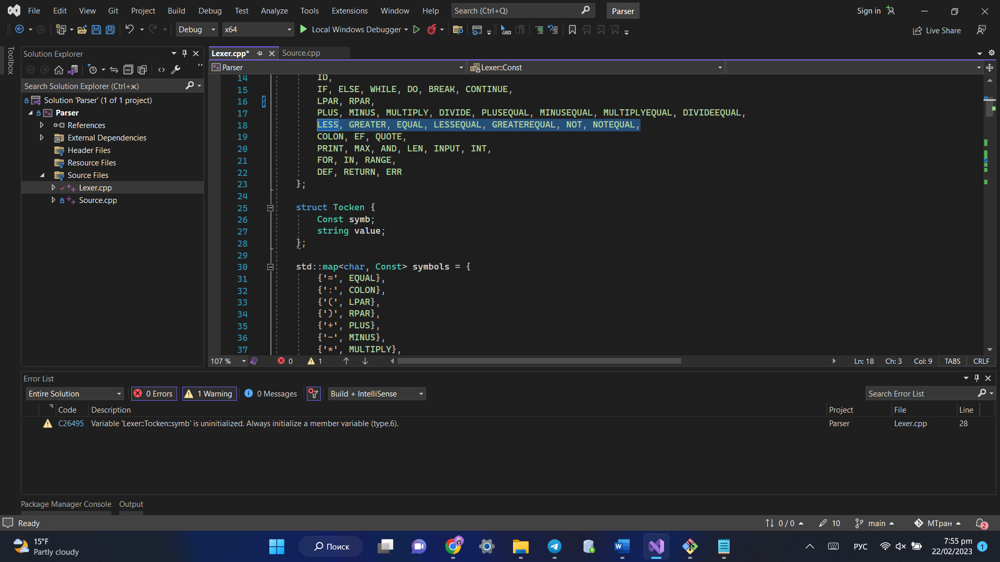 File Edit View Git Project Build Debug Test Analyze Tools Extensions Window Help Search (Ctrl+Q) Parser Sign in
Debug x64 Local Windows Debugger Live Share
Toolbox
Solution Explorer
Search Solution Explorer (Ctrl+ж)
Solution 'Parser' (1 of 1 project)
Parser
References
External Dependencies
Header Files
Resource Files
Source Files
Lexer.cpp
Source.cpp
Lexer.cpp* Source.cpp
Parser Lexer::Const
14 ID,
15 IF, ELSE, WHILE, DO, BREAK, CONTINUE,
16 LPAR, RPAR,
17 PLUS, MINUS, MULTIPLY, DIVIDE, PLUSEQUAL, MINUSEQUAL, MULTIPLYEQUAL, DIVIDEEQUAL,
18 LESS, GREATER, EQUAL, LESSEQUAL, GREATEREQUAL, NOT, NOTEQUAL,
19 COLON, EF, QUOTE,
20 PRINT, MAX, AND, LEN, INPUT, INT,
21 FOR, IN, RANGE,
22 DEF, RETURN, ERR
23 };
24
25 struct Tocken {
26 Const symb;
27 string value;
28 };
29
30 std::map<char, Const> symbols = {
31 {'=', EQUAL},
32 {':', COLON},
33 {'(', LPAR},
34 {')', RPAR},
35 {'+', PLUS},
36 {'-', MINUS},
37 {'*', MULTIPLY},
107 % 0 1 Ln: 18 Ch: 3 Col: 9 TABS CRLF
Error List
Entire Solution 0 Errors 1 Warning 0 Messages Build + IntelliSense Search Error List
Code Description Project File Line
C26495 Variable 'Lexer::Tocken::symb' is uninitialized. Always initialize a member variable (type.6). Parser Lexer.cpp 28
Package Manager Console Output
Ready 0 / 0 10 main МТран 2
15°F
Partly cloudy
Поиск
РУС
7:55 pm
22/02/2023
1